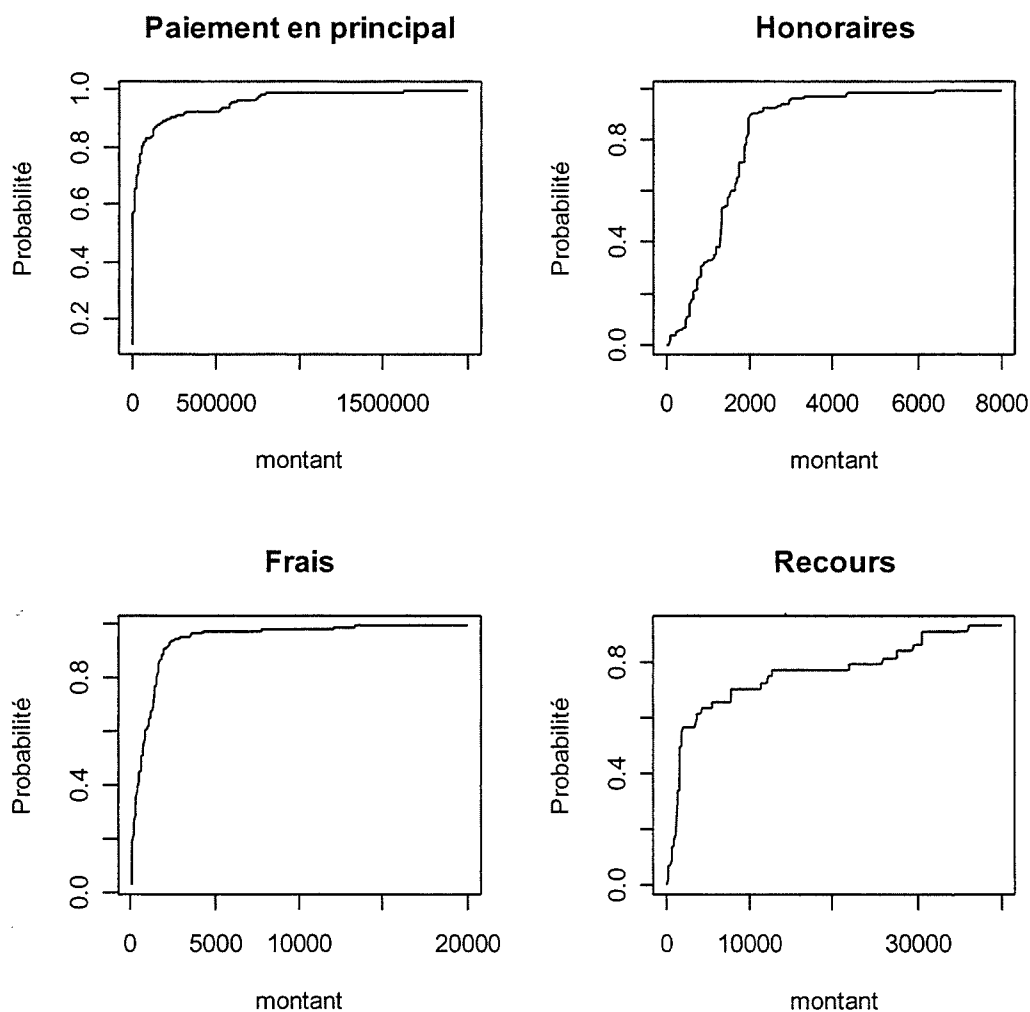 Paiement en principal
Probabilité
1.0
0.8
0.6
0.4
0.2
0 500000 1500000
montant
Honoraires
Probabilité
0.8
0.4
0.0
0 2000 4000 6000 8000
montant
Frais
Probabilité
0.8
0.4
0.0
0 5000 10000 20000
montant
Recours
Probabilité
0.8
0.4
0.0
0 10000 30000
montant